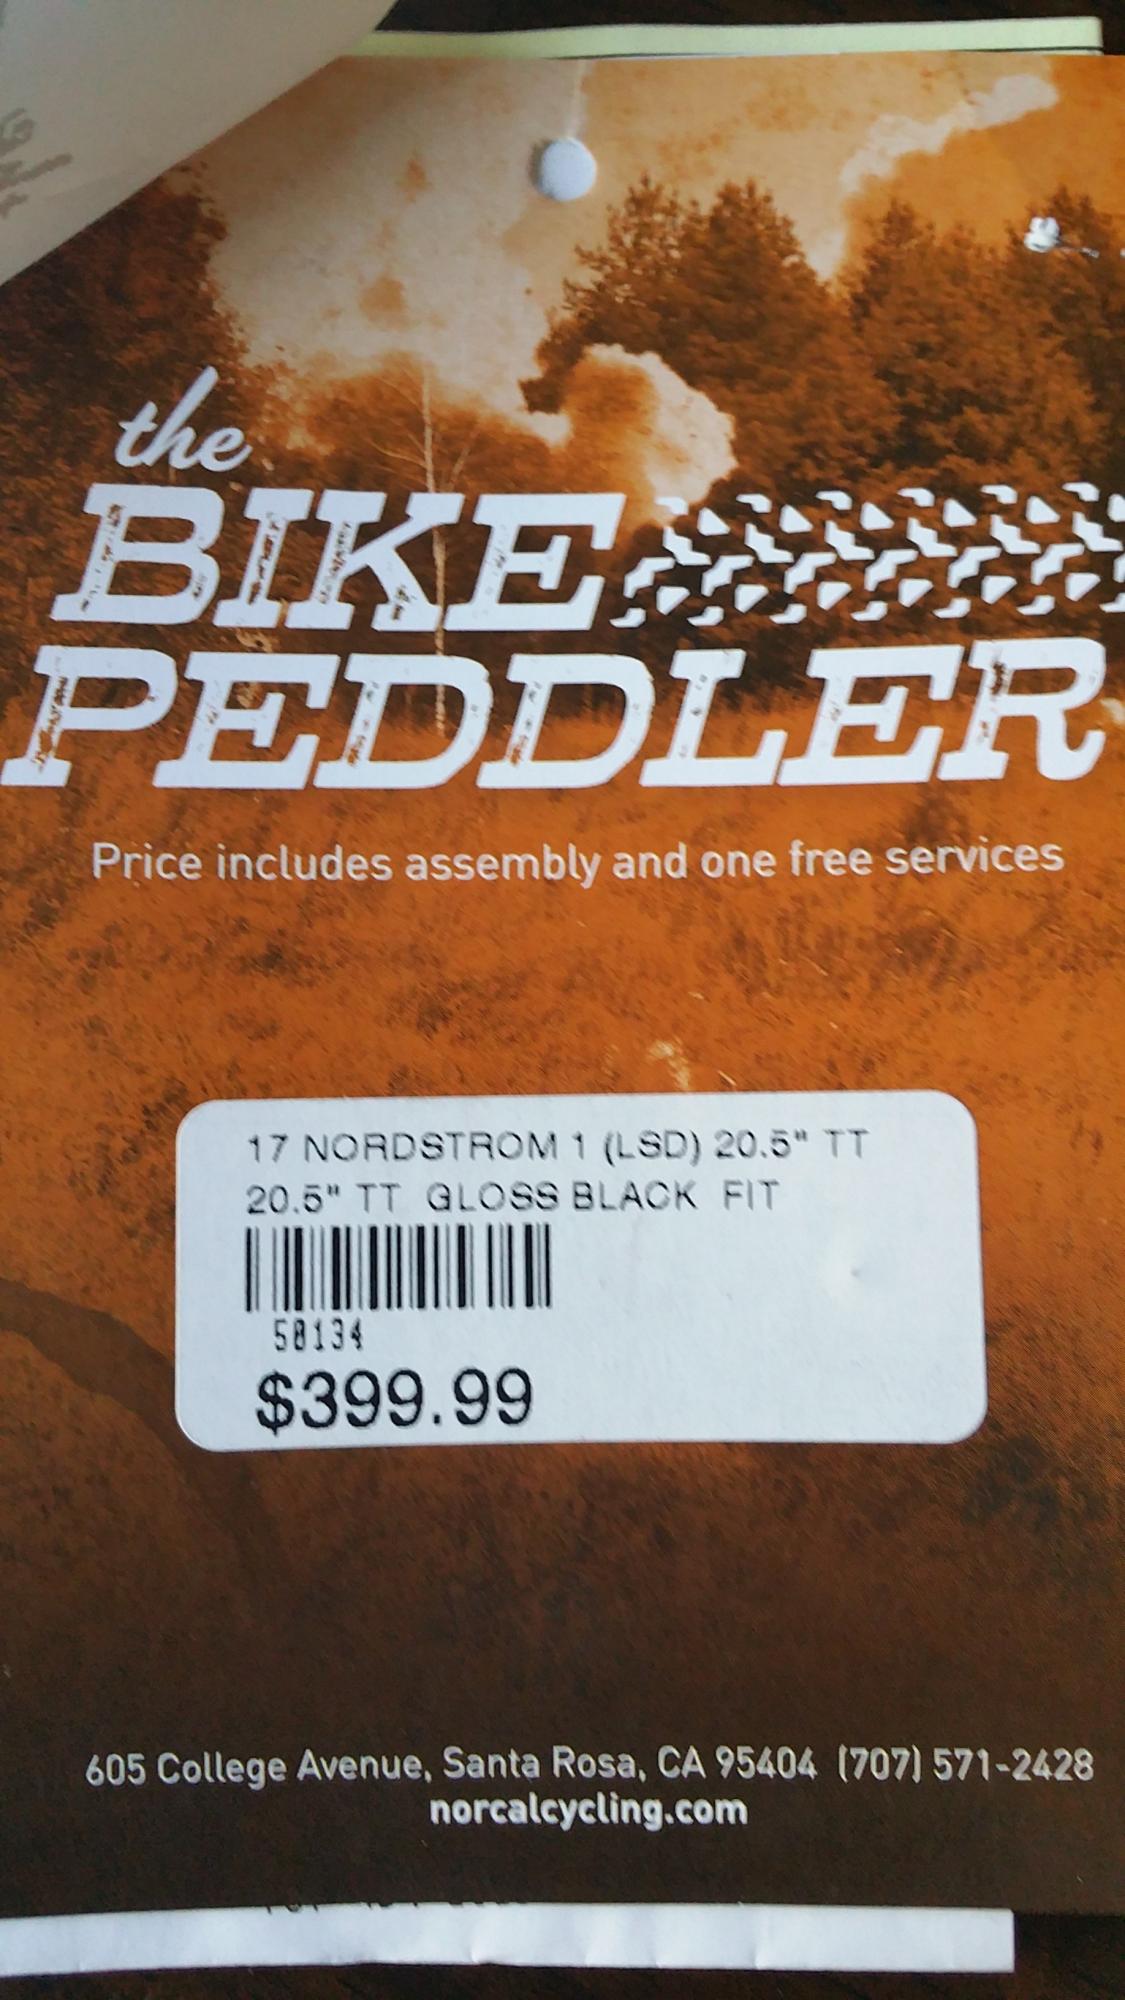 the
BIKE
PEDDLER
Price includes assembly and one free services
17 NORDSTROM 1 (LSD) 20.5" TT
20.5" TT GLOSS BLACK FIT
50134
$399.99
605 College Avenue, Santa Rosa, CA 95404 (707) 571-2428
norcalcycling.com